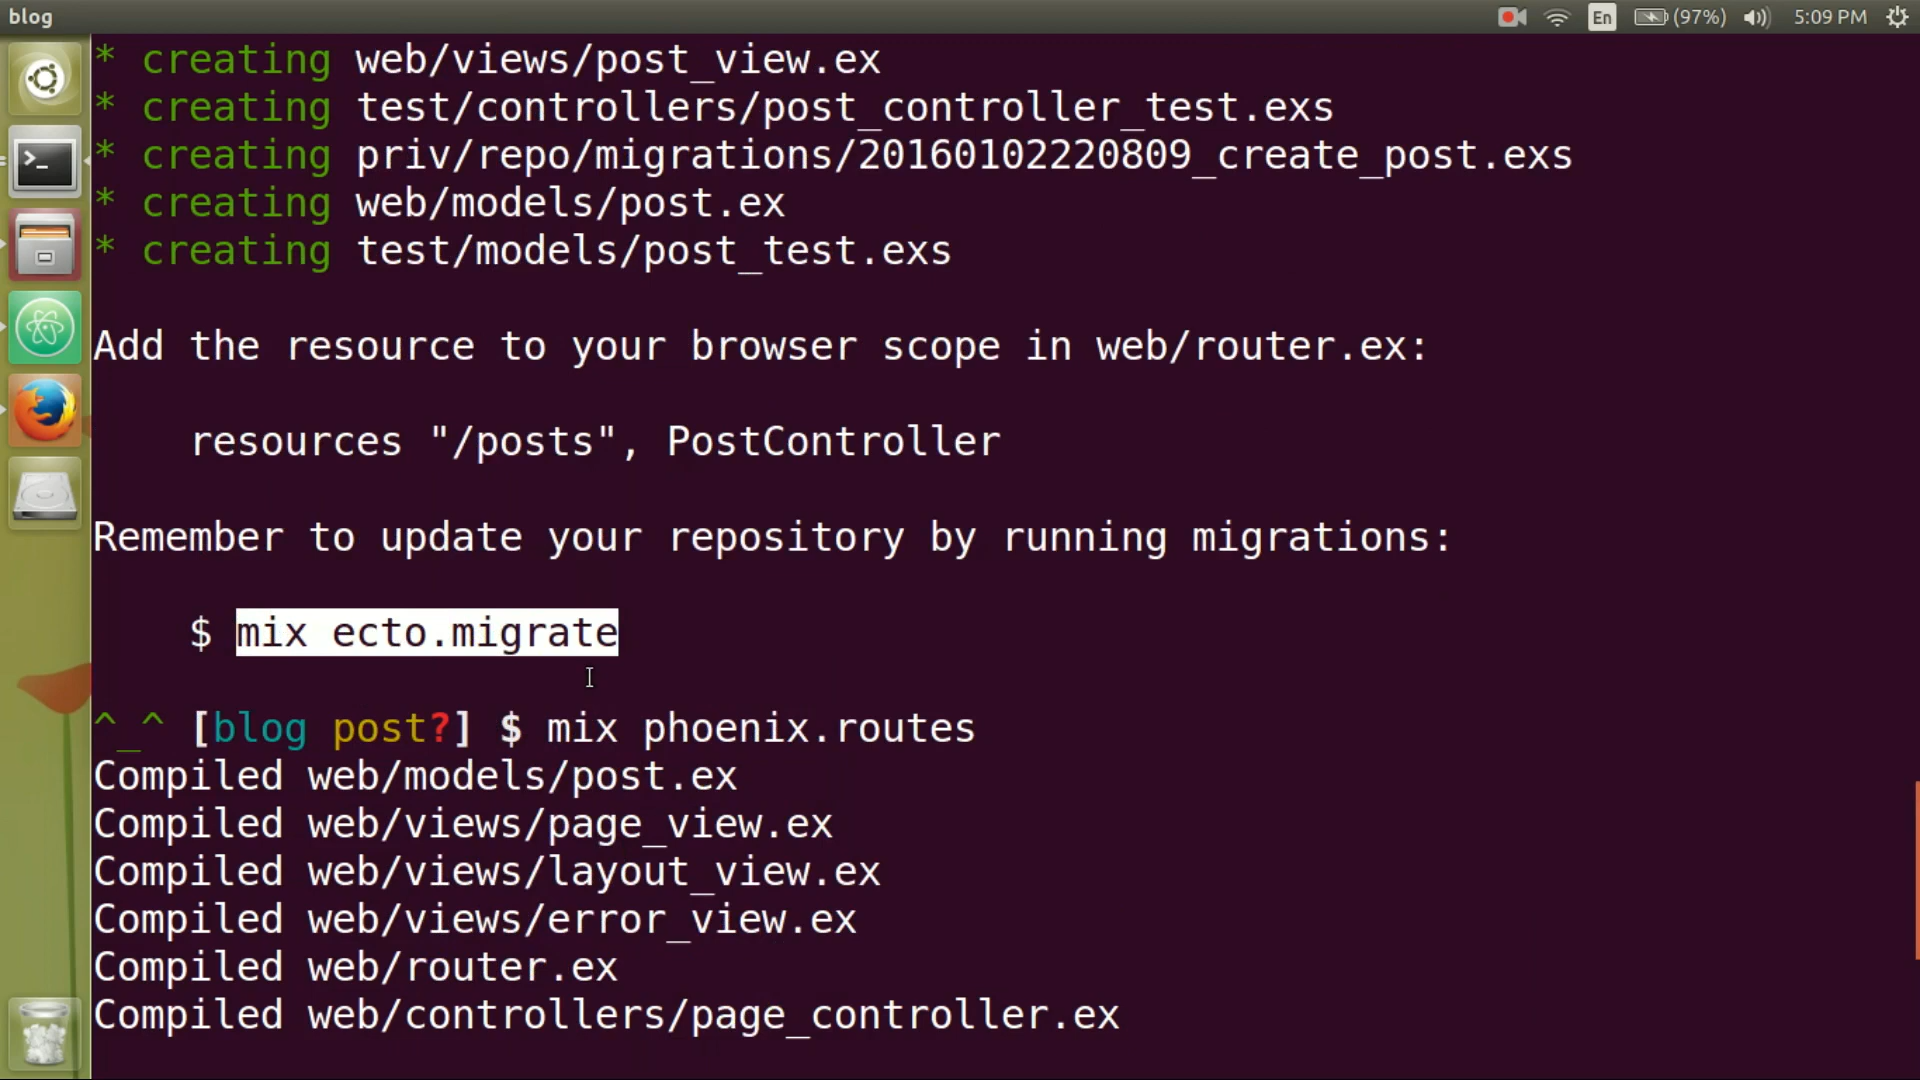 blog
En
(97%)
5:09 PM
* creating web/views/post_view.ex
* creating test/controllers/post_controller_test.exs
* creating priv/repo/migrations/20160102220809_create_post.exs
* creating web/models/post.ex
* creating test/models/post_test.exs
Add the resource to your browser scope in web/router.ex:
resources "/posts", PostController
Remember to update your repository by running migrations:
$ mix ecto.migrate
^_^ [blog post?] $ mix phoenix.routes
Compiled web/models/post.ex
Compiled web/views/page_view.ex
Compiled web/views/layout_view.ex
Compiled web/views/error_view.ex
Compiled web/router.ex
Compiled web/controllers/page_controller.ex